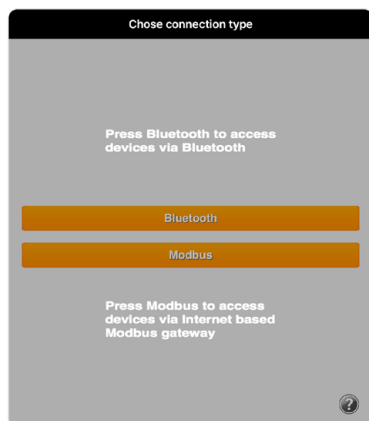 Chose connection type
Press Bluetooth to access
devices via Bluetooth
Bluetooth
Modbus
Press Modbus to access
devices via Internet based
Modbus gateway
?